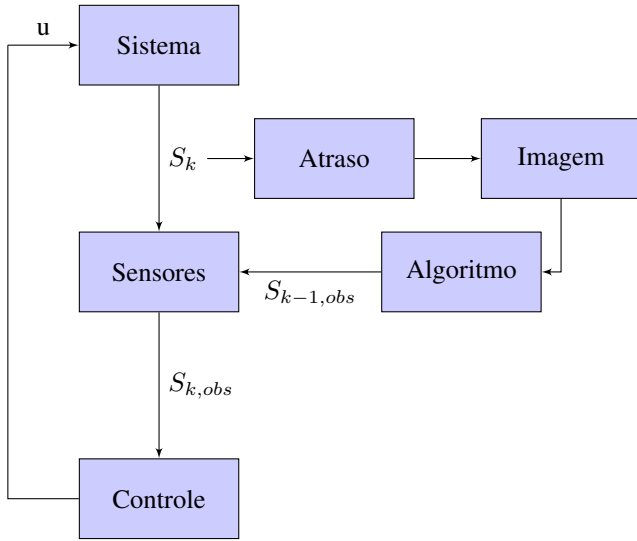 u
Sistema
S_k
Atraso
Imagem
Sensores
Algoritmo
S_{k-1,obs}
S_{k,obs}
Controle